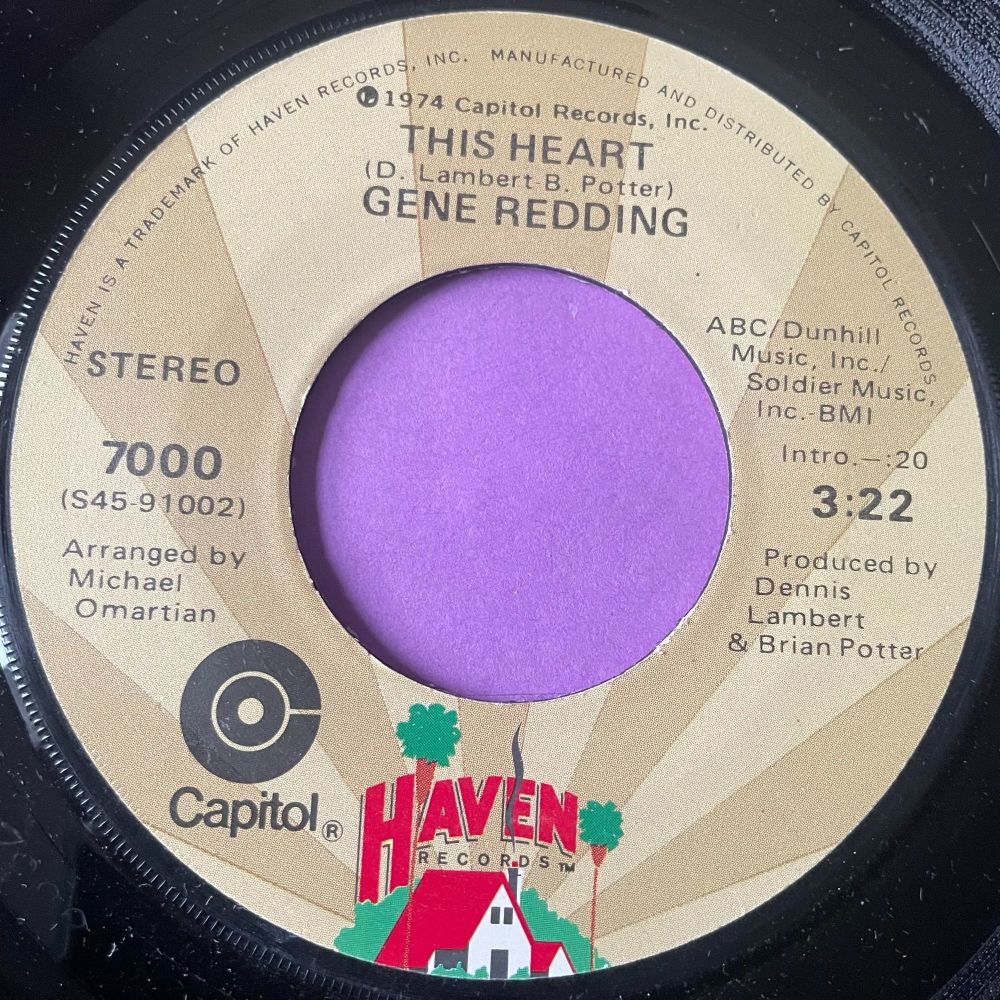 HAVEN IS A TRADEMARK OF HAVEN RECORDS, INC. MANUFACTURED AND DISTRIBUTED BY CAPITOL RECORDS,
℗1974 Capitol Records, Inc.
THIS HEART
(D. Lambert-B. Potter)
GENE REDDING
STEREO
7000
(S45-91002)
Arranged by
Michael
Omartian
ABC/Dunhill
Music, Inc./
Soldier Music,
Inc.-BMI
Intro.—:20
3:22
Produced by
Dennis
Lambert
& Brian Potter
Capitol®
HAVEN
RECORDS™